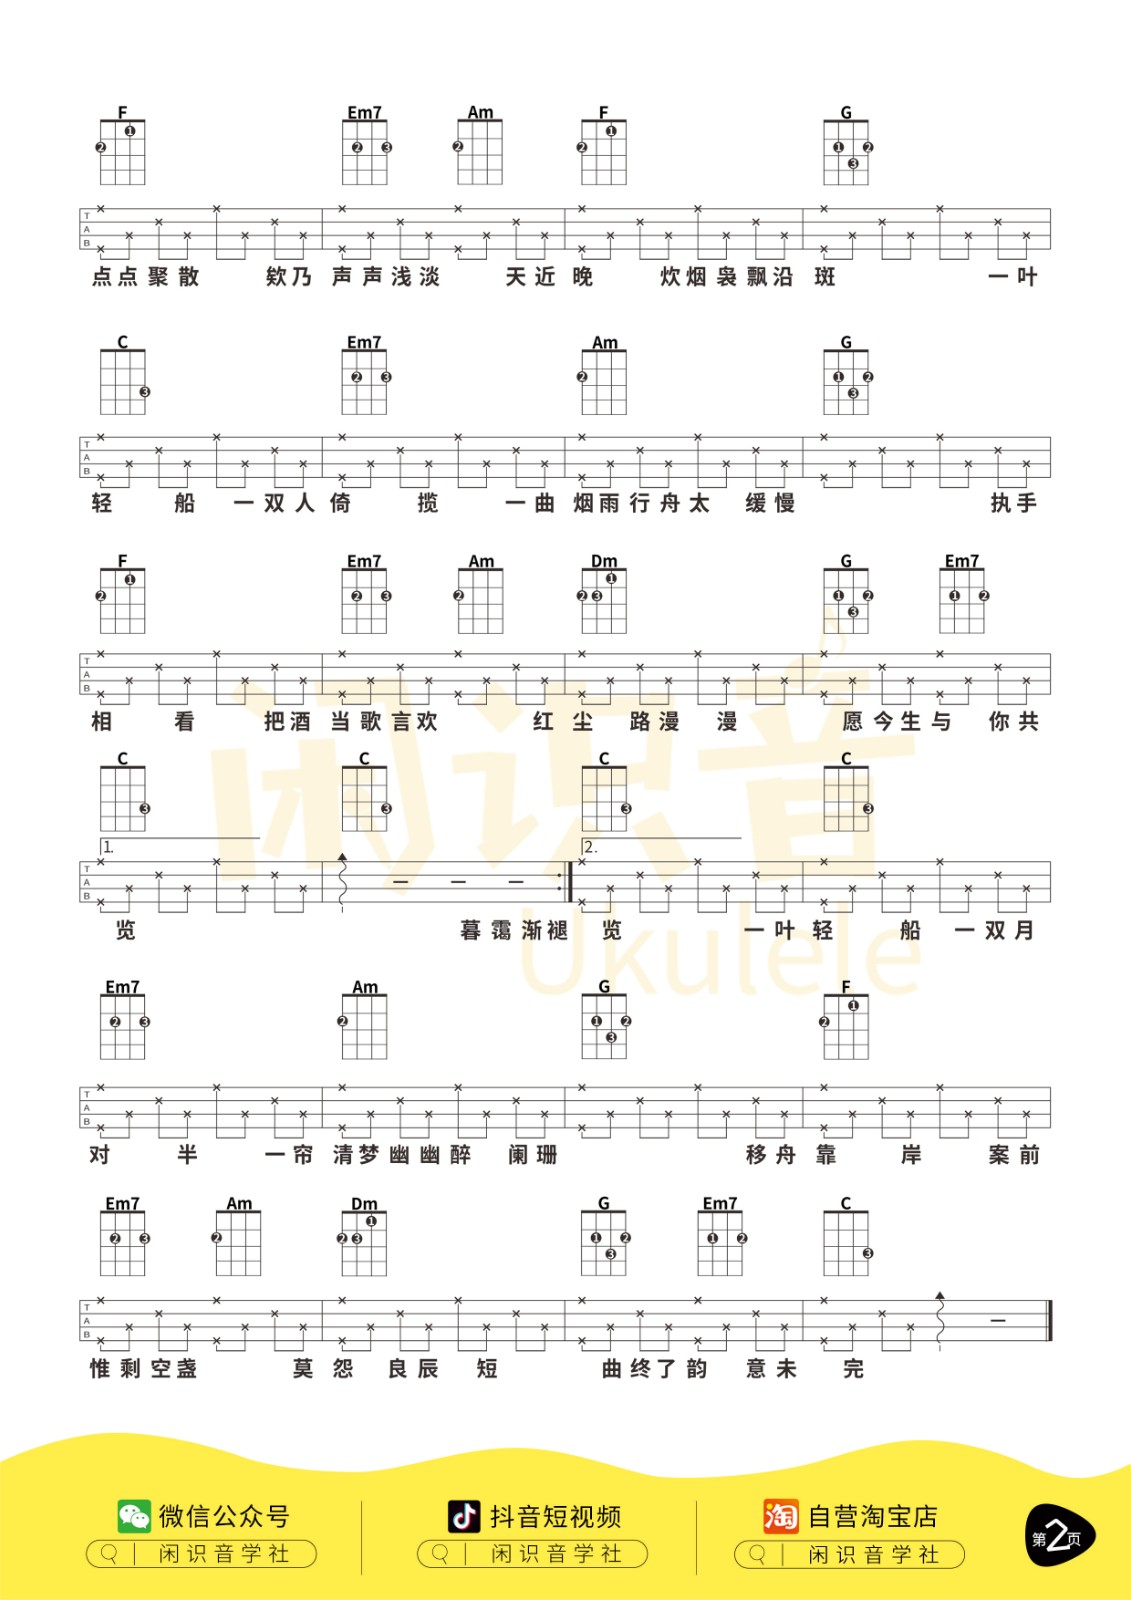 F Em7 Am F G
点点聚散 欸乃声声浅淡 天近晚 炊烟袅飘沿斑 一叶
C Em7 Am G
轻船一双人倚揽 一曲烟雨行舟太缓慢 执手
F Em7 Am Dm G Em7
相看 把酒当歌言欢 红尘路漫漫 愿今生与你共
C C C C
1. 2.
览 暮霭渐褪 览 一叶轻船一双月
Em7 Am G F
对半 一帘清梦幽幽醉阑珊 移舟靠岸 案前
Em7 Am Dm G Em7 C
惟剩空盏 莫怨良辰短 曲终了韵意未完
闲识音
Ukulele
微信公众号 抖音短视频 淘 自营淘宝店
闲识音学社 闲识音学社 闲识音学社
第2页